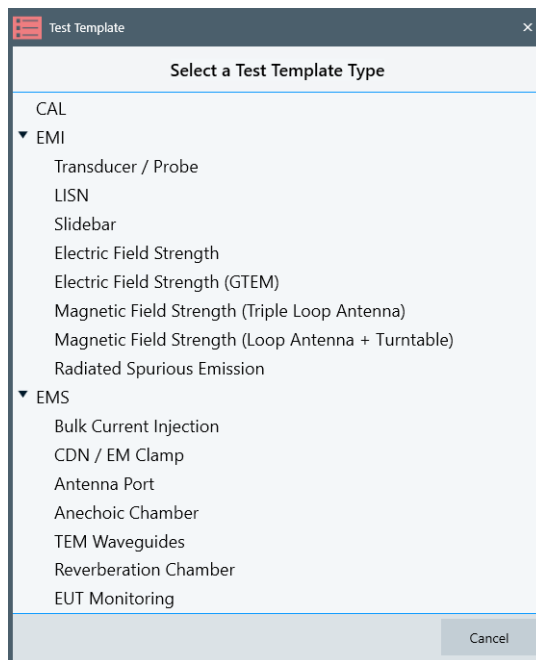 Test Template
Select a Test Template Type
CAL
EMI
Transducer / Probe
LISN
Slidebar
Electric Field Strength
Electric Field Strength (GTEM)
Magnetic Field Strength (Triple Loop Antenna)
Magnetic Field Strength (Loop Antenna + Turntable)
Radiated Spurious Emission
EMS
Bulk Current Injection
CDN / EM Clamp
Antenna Port
Anechoic Chamber
TEM Waveguides
Reverberation Chamber
EUT Monitoring
Cancel